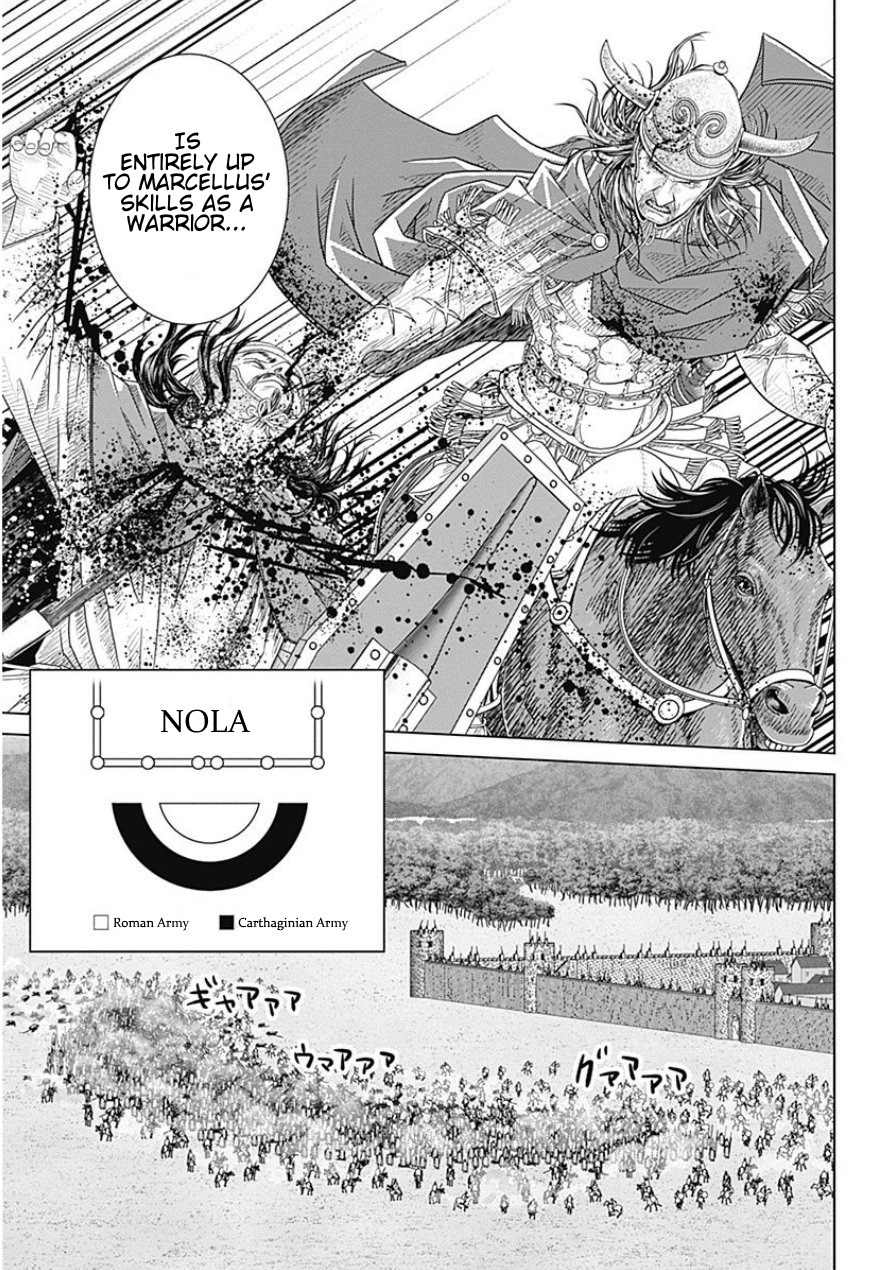 IS
ENTIRELY UP
TO MARCELLUS'
SKILLS AS A
WARRIOR...
NOLA
Roman Army
Carthaginian Army
ギャアアア
ウマアアア
グアアアア